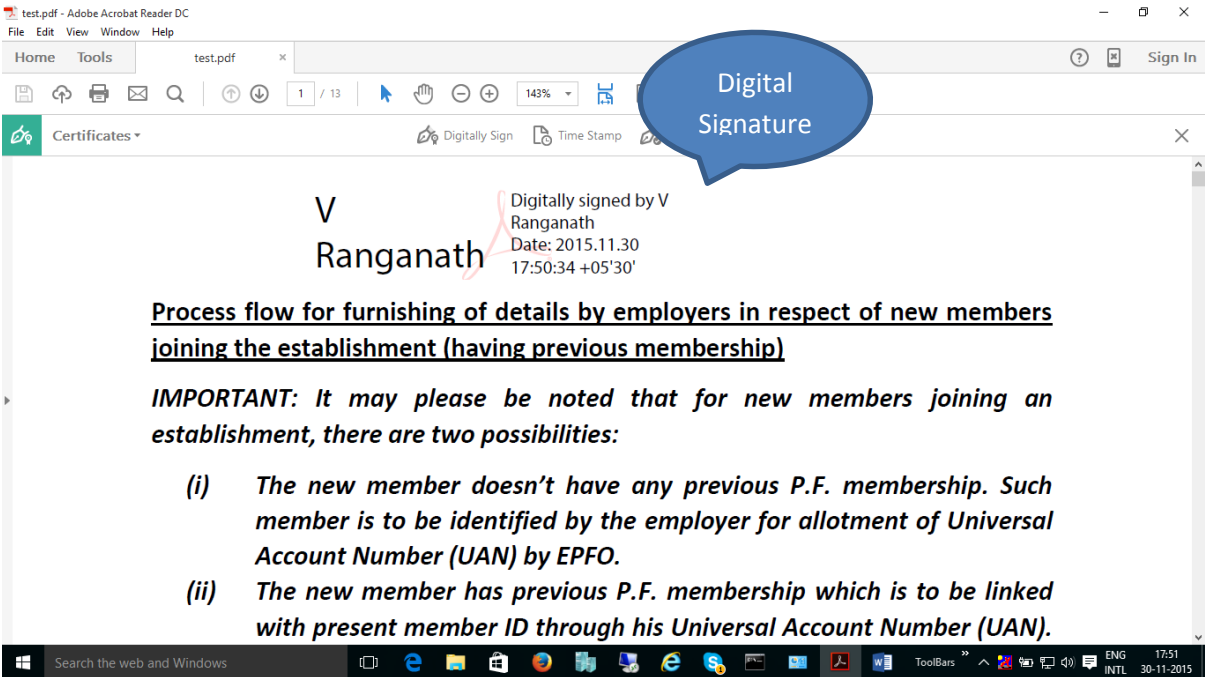 test.pdf - Adobe Acrobat Reader DC
File Edit View Window Help
Home Tools test.pdf × Sign In
1 / 13 143%
Digital
Signature
Certificates Digitally Sign Time Stamp
V
Ranganath
Digitally signed by V
Ranganath
Date: 2015.11.30
17:50:34 +05'30'
Process flow for furnishing of details by employers in respect of new members
joining the establishment (having previous membership)
IMPORTANT: It may please be noted that for new members joining an
establishment, there are two possibilities:
(i) The new member doesn’t have any previous P.F. membership. Such
member is to be identified by the employer for allotment of Universal
Account Number (UAN) by EPFO.
(ii) The new member has previous P.F. membership which is to be linked
with present member ID through his Universal Account Number (UAN).
Search the web and Windows ToolBars » ENG 17:51
INTL 30-11-2015